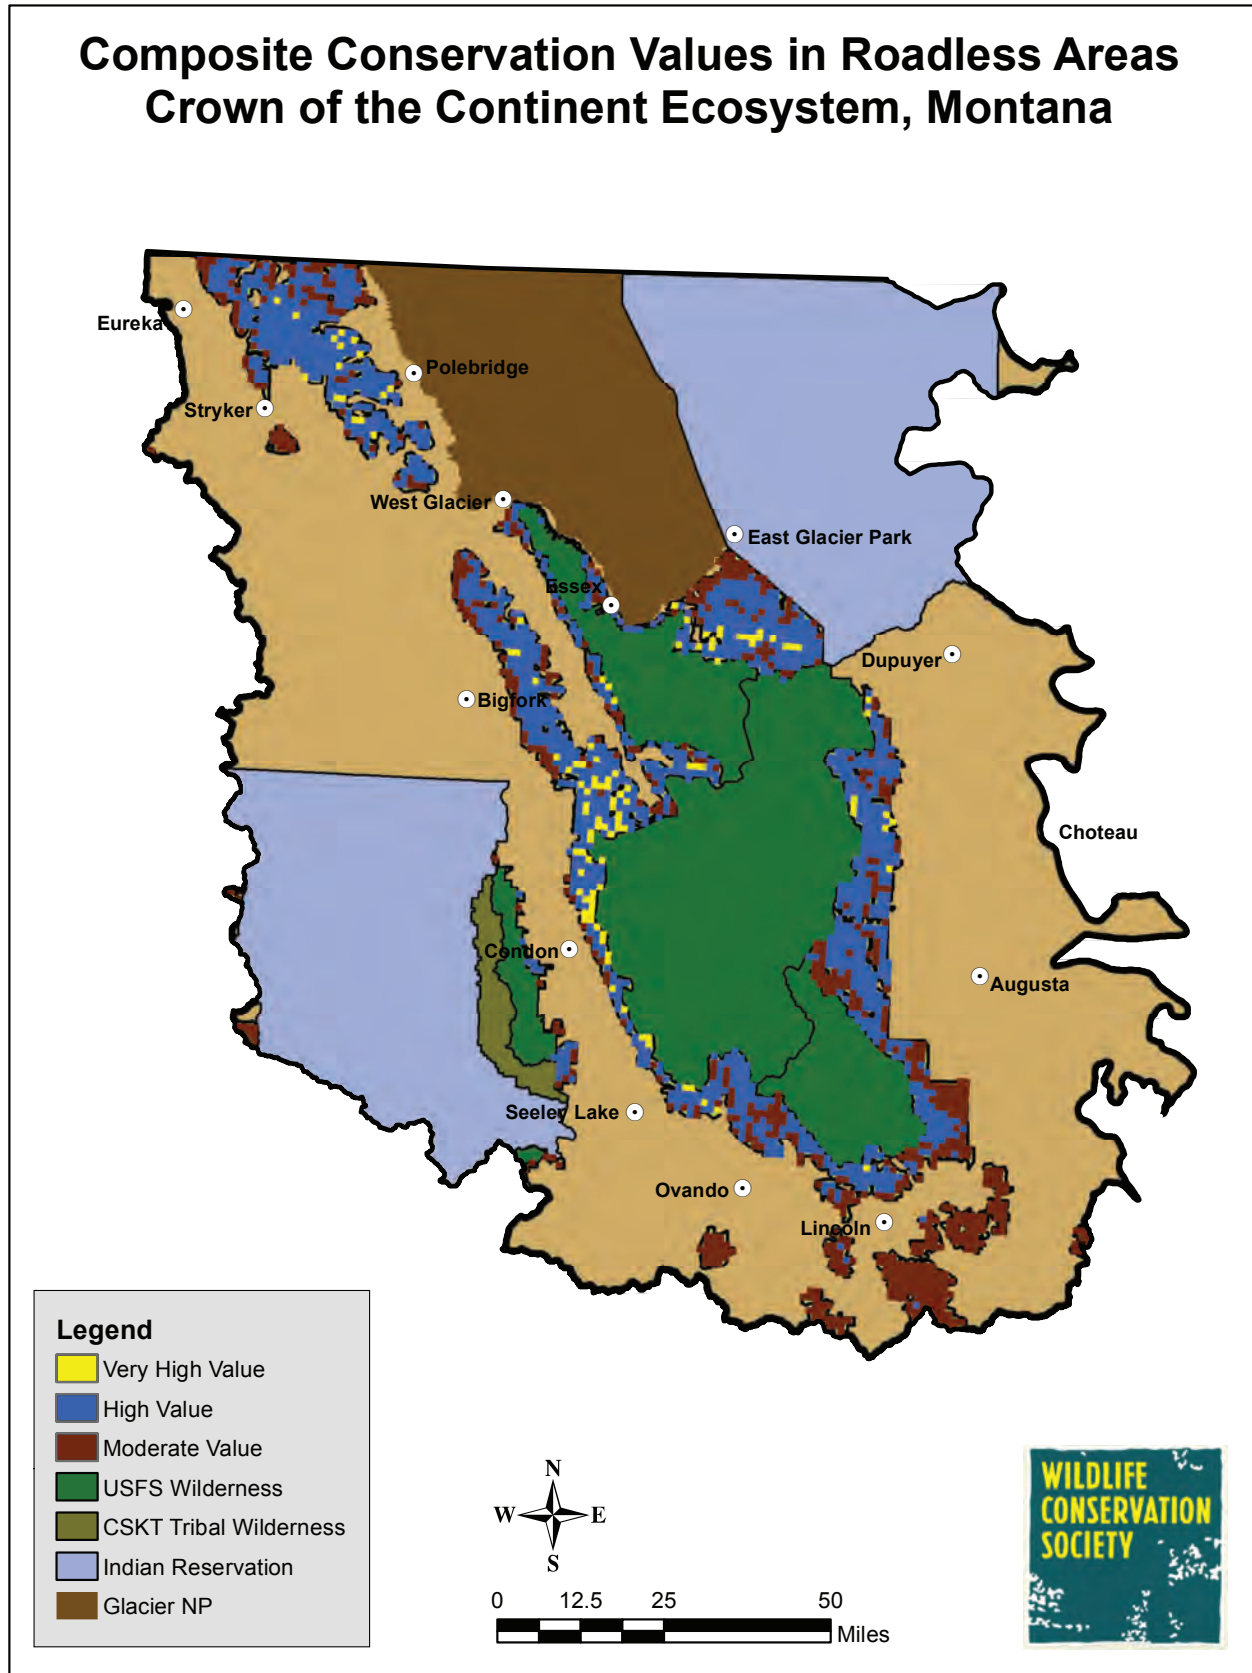 Composite Conservation Values in Roadless Areas
Crown of the Continent Ecosystem, Montana
Eureka
Polebridge
Stryker
West Glacier
East Glacier Park
Essex
Dupuyer
Bigfork
Choteau
Condon
Augusta
Seeley Lake
Ovando
Lincoln
Legend
Very High Value
High Value
Moderate Value
USFS Wilderness
CSKT Tribal Wilderness
Indian Reservation
Glacier NP
N
W E
S
0 12.5 25 50
Miles
WILDLIFE
CONSERVATION
SOCIETY